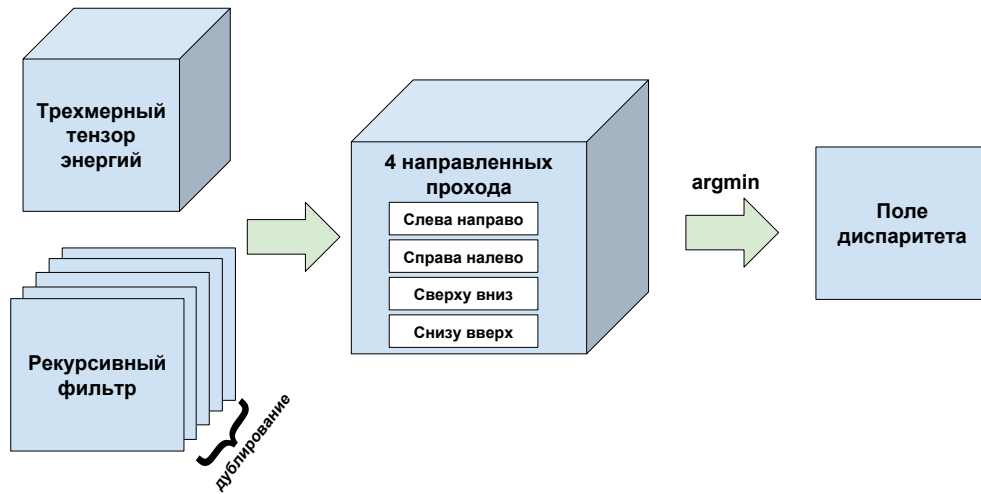 Трехмерный
тензор
энергий
Рекурсивный
фильтр
дублирование
4 направленных
прохода
Слева направо
Справа налево
Сверху вниз
Снизу вверх
argmin
Поле
диспаритета